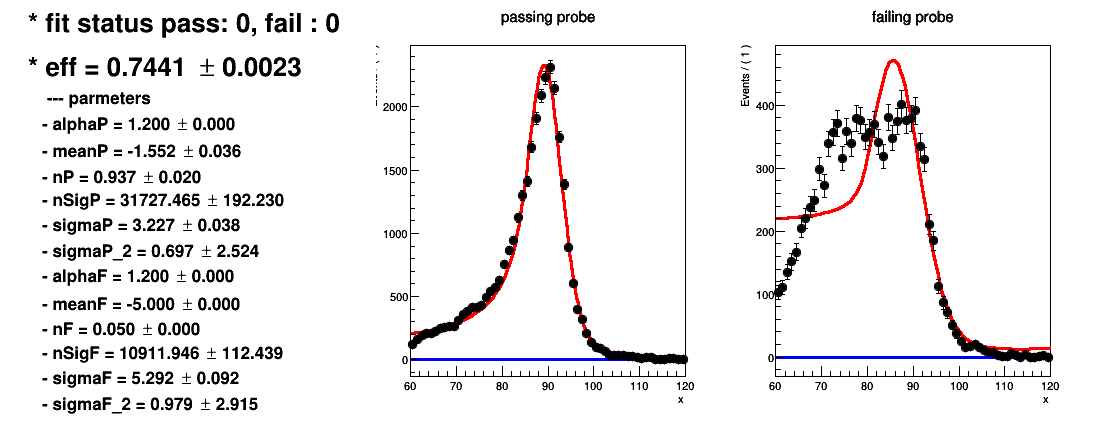 * fit status pass: 0, fail : 0
* eff = 0.7441 ± 0.0023
--- parmeters
- alphaP = 1.200 ± 0.000
- meanP = -1.552 ± 0.036
- nP = 0.937 ± 0.020
- nSigP = 31727.465 ± 192.230
- sigmaP = 3.227 ± 0.038
- sigmaP_2 = 0.697 ± 2.524
- alphaF = 1.200 ± 0.000
- meanF = -5.000 ± 0.000
- nF = 0.050 ± 0.000
- nSigF = 10911.946 ± 112.439
- sigmaF = 5.292 ± 0.092
- sigmaF_2 = 0.979 ± 2.915
passing probe
2000
1500
1000
500
0
60 70 80 90 100 110 120
x
failing probe
Events / ( 1 )
400
300
200
100
0
60 70 80 90 100 110 120
x